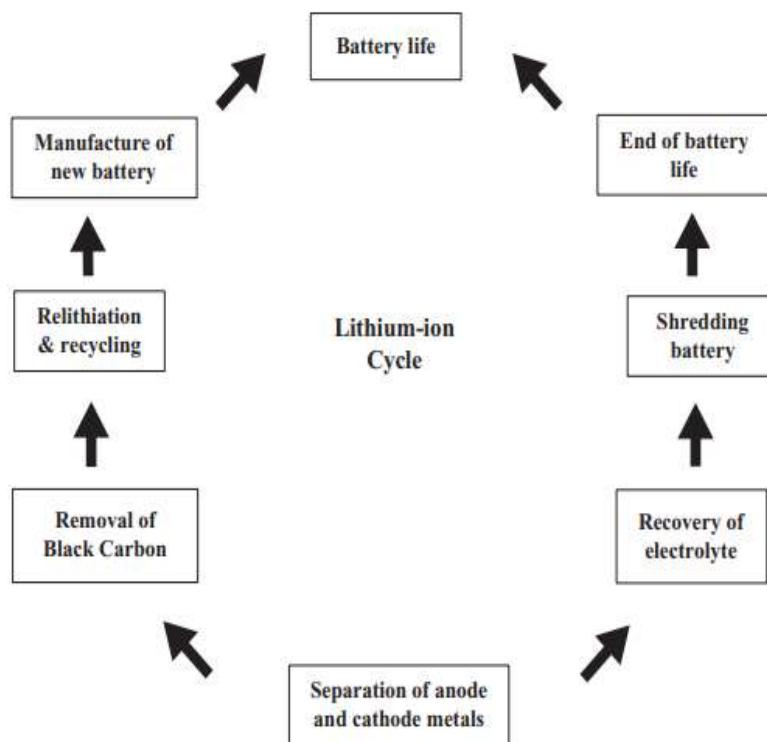 Battery life
Manufacture of
new battery
End of battery
life
Relithiation
& recycling
Lithium-ion
Cycle
Shredding
battery
Removal of
Black Carbon
Recovery of
electrolyte
Separation of anode
and cathode metals